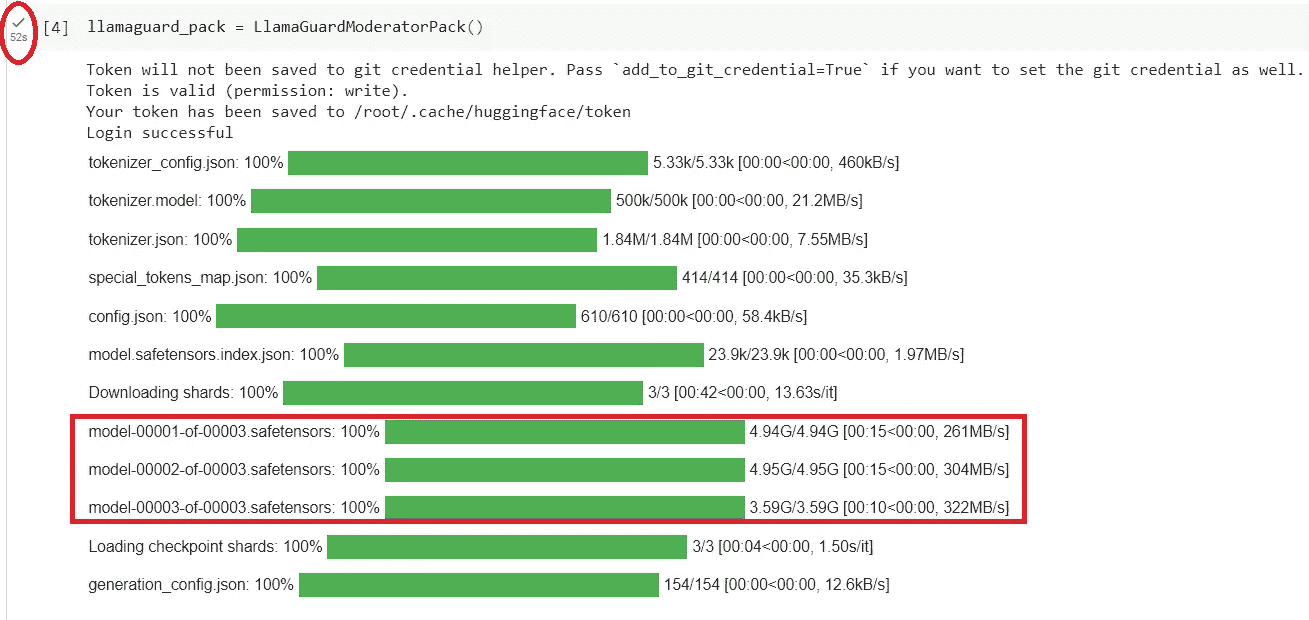 [4] llamaguard_pack = LlamaGuardModeratorPack()
52s
Token will not been saved to git credential helper. Pass `add_to_git_credential=True` if you want to set the git credential as well.
Token is valid (permission: write).
Your token has been saved to /root/.cache/huggingface/token
Login successful
tokenizer_config.json: 100% 5.33k/5.33k [00:00<00:00, 460kB/s]
tokenizer.model: 100% 500k/500k [00:00<00:00, 21.2MB/s]
tokenizer.json: 100% 1.84M/1.84M [00:00<00:00, 7.55MB/s]
special_tokens_map.json: 100% 414/414 [00:00<00:00, 35.3kB/s]
config.json: 100% 610/610 [00:00<00:00, 58.4kB/s]
model.safetensors.index.json: 100% 23.9k/23.9k [00:00<00:00, 1.97MB/s]
Downloading shards: 100% 3/3 [00:42<00:00, 13.63s/it]
model-00001-of-00003.safetensors: 100% 4.94G/4.94G [00:15<00:00, 261MB/s]
model-00002-of-00003.safetensors: 100% 4.95G/4.95G [00:15<00:00, 304MB/s]
model-00003-of-00003.safetensors: 100% 3.59G/3.59G [00:10<00:00, 322MB/s]
Loading checkpoint shards: 100% 3/3 [00:04<00:00, 1.50s/it]
generation_config.json: 100% 154/154 [00:00<00:00, 12.6kB/s]